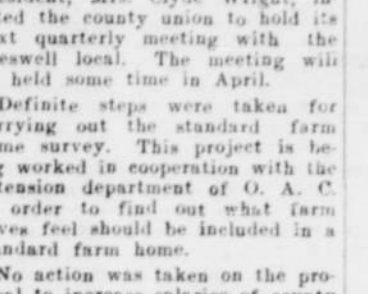 ted the county union to hold its
quarterly meeting with the
eswell local. The meeting will
held some time in April.
Definite steps were taken for
rrying out the standard farm
me survey. This project is be-
worked in cooperation with the
tension department of O. A. C.
order to find out what farm
ves feel should be included in a
ndard farm home.
No action was taken on the pro-